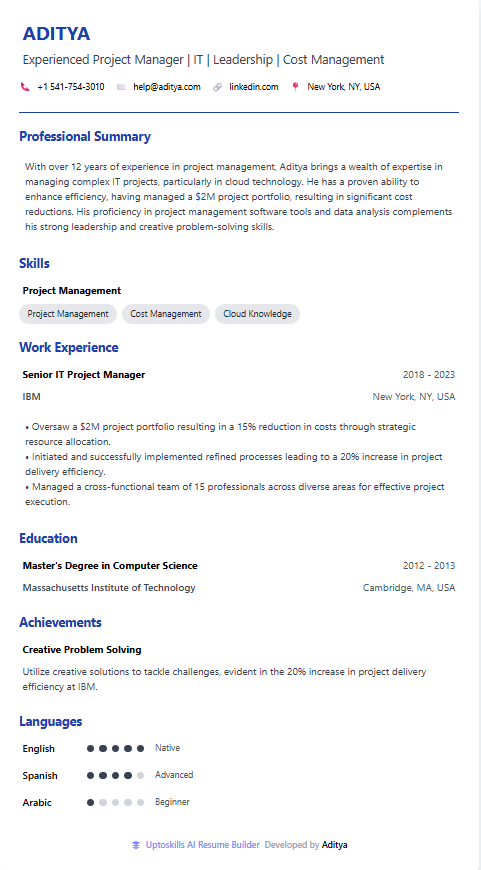 ADITYA
Experienced Project Manager | IT | Leadership | Cost Management
+1 541-754-3010 help@aditya.com linkedin.com New York, NY, USA
Professional Summary
With over 12 years of experience in project management, Aditya brings a wealth of expertise in
managing complex IT projects, particularly in cloud technology. He has a proven ability to
enhance efficiency, having managed a $2M project portfolio, resulting in significant cost
reductions. His proficiency in project management software tools and data analysis complements
his strong leadership and creative problem-solving skills.
Skills
Project Management
Project Management Cost Management Cloud Knowledge
Work Experience
Senior IT Project Manager 2018 - 2023
IBM New York, NY, USA
• Oversaw a $2M project portfolio resulting in a 15% reduction in costs through strategic
resource allocation.
• Initiated and successfully implemented refined processes leading to a 20% increase in project
delivery efficiency.
• Managed a cross-functional team of 15 professionals across diverse areas for effective project
execution.
Education
Master's Degree in Computer Science 2012 - 2013
Massachusetts Institute of Technology Cambridge, MA, USA
Achievements
Creative Problem Solving
Utilize creative solutions to tackle challenges, evident in the 20% increase in project delivery
efficiency at IBM.
Languages
English Native
Spanish Advanced
Arabic Beginner
Uptoskills AI Resume Builder Developed by Aditya